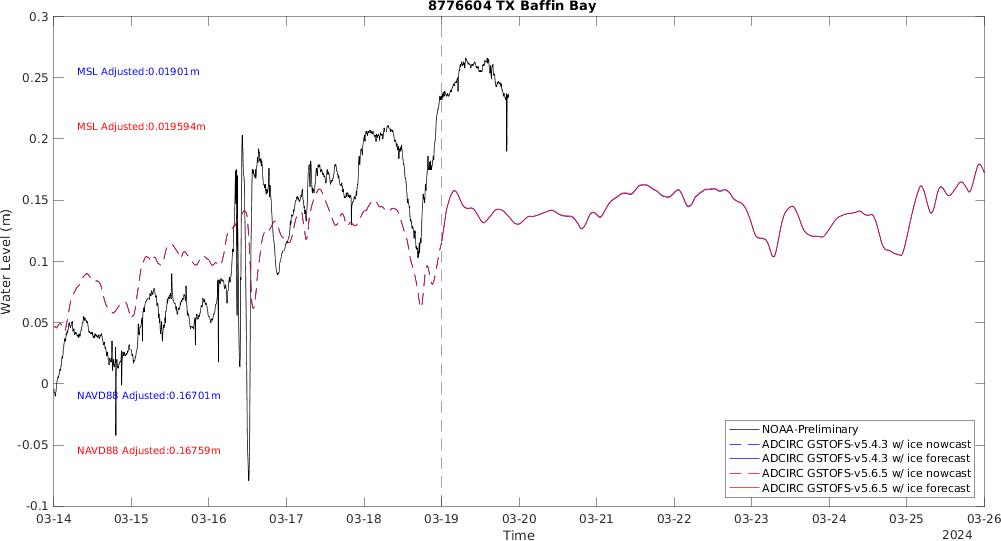 8776604 TX Baffin Bay
0.3
0.25
0.2
0.15
0.1
0.05
0
-0.05
-0.1
Water Level (m)
MSL Adjusted:0.01901m
MSL Adjusted:0.019594m
NAVD88 Adjusted:0.16701m
NAVD88 Adjusted:0.16759m
NOAA-Preliminary
ADCIRC GSTOFS-v5.4.3 w/ ice nowcast
ADCIRC GSTOFS-v5.4.3 w/ ice forecast
ADCIRC GSTOFS-v5.6.5 w/ ice nowcast
ADCIRC GSTOFS-v5.6.5 w/ ice forecast
03-14 03-15 03-16 03-17 03-18 03-19 03-20 03-21 03-22 03-23 03-24 03-25 03-26
Time
2024